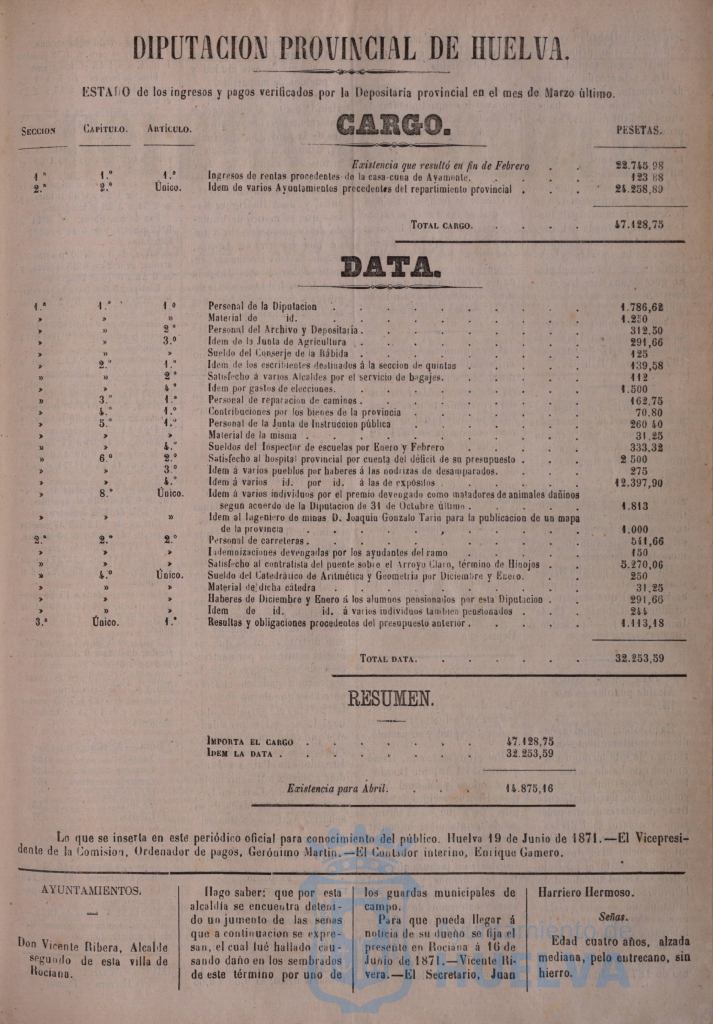 DIPUTACION PROVINCIAL DE HUELVA.
ESTADO de los ingresos y pagos verificados por la Depositaría provincial en el mes de Marzo último.
SECCION CAPÍTULO. ARTÍCULO. CARGO. PESETAS.
Existencia que resultó en fin de Febrero . . 22.745,98
1.ª 1.º 1.º Ingresos de rentas procedentes de la casa-cuna de Ayamonte. . . . . 123 88
2.ª 2.º Único. Idem de varios Ayuntamientos precedentes del repartimiento provincial . . . 24.258,89
TOTAL CARGO. . . . . 47.128,75
DATA.
1.ª 1.º 1.º Personal de la Diputacion . . . . . . . . . . 1.786,62
» » » Material de id. . . . . . . . . . . 1.250
» » 2.º Personal del Archivo y Depositaría . . . . . . . . . 312,50
» » 3.º Idem de la Junta de Agricultura . . . . . . . . . 291,66
» » » Sueldo del Conserje de la Rábida . . . . . . . . . 125
» 2.º 1.º Idem de los escribientes destinados á la seccion de quintas . . . . . 439,58
» » 2.º Satisfecho á varios Alcaldes por el servicio de bagajes. . . . . . 112
» » 4.º Idem por gastos de elecciones. . . . . . . . . . 1.500
» 3.º 1.º Personal de reparacion de caminos. . . . . . . . . 162,75
» 4.º 1.º Contribuciones por los bienes de la provincia . . . . . . . 70,80
» 5.º 1.º Personal de la Junta de Instruccion pública . . . . . . . 260 40
» » » Material de la misma . . . . . . . . . . 31,25
» » 4.º Sueldos del Inspector de escuelas por Enero y Febrero . . . . . 333,32
» 6.º 2.º Satisfecho al hospital provincial por cuenta del déficit de su presupuesto . . . 2 500
» » 3.º Idem á varios pueblos por haberes á las nodrizas de desamparados. . . . 275
» » 4.º Idem á varios id. por id. á las de expósitos . . . . . 12.397,90
» 8.º Único. Idem á varios individuos por el premio devengado como matadores de animales dañinos
segun acuerdo de la Diputacion de 31 de Octubre último . . . . . 1.813
» » » Idem al Ingeniero de minas D. Joaquin Gonzalo Tarin para la publicacion de un mapa
de la provincia . . . . . . . . . . 1.000
2.ª 2.º 2.º Personal de carreteras. . . . . . . . . . 541,66
» » » Indemnizaciones devengadas por los ayudantes del ramo . . . . . 150
» » » Satisfecho al contratista del puente sobre el Arroyo Claro, término de Hinojos . . 5.270,06
» 4.º Único. Sueldo del Catedrático de Aritmética y Geometría por Diciembre y Enero. . . 250
» » » Material de dicha cátedra . . . . . . . . . 31,25
» » » Haberes de Diciembre y Enero á los alumnos pensionados por esta Diputacion . . 291,66
» » » Idem de id. id. á varios individuos tambien pensionados . . 244
3.ª Único. 1.º Resultas y obligaciones procedentes del presupuesto anterior . . . . . 1.113,18
TOTAL DATA. . . . . . . 32.253,59
RESUMEN.
IMPORTA EL CARGO . . . . . . . 47.128,75
IDEM LA DATA . . . . . . . . 32.253,59
Existencia para Abril. . . . 14.875,16
Lo que se inserta en este periódico oficial para conocimiento del público. Huelva 19 de Junio de 1871.—El Vicepresi-
dente de la Comision, Ordenador de pagos, Gerónimo Martin.—El Contador interino, Enrique Gamero.
AYUNTAMIENTOS.
Don Vicente Ribera, Alcalde
segundo de esta villa de
Rociana.
Hago saber: que por esta
alcaldía se encuentra deteni-
do un jumento de las señas
que a continuacion se expre-
san, el cual fué hallado cau-
sando daño en los sembrados
de este término por uno de
los guardas municipales de
campo.
Para que pueda llegar á
noticia de su dueño se fija el
presente en Rociana á 16 de
Junio de 1871.—Vicente Ri-
vera.—El Secretario, Juan
Harriero Hermoso.
Señas.
Edad cuatro años, alzada
mediana, pelo entrecano, sin
hierro.
HUELVA